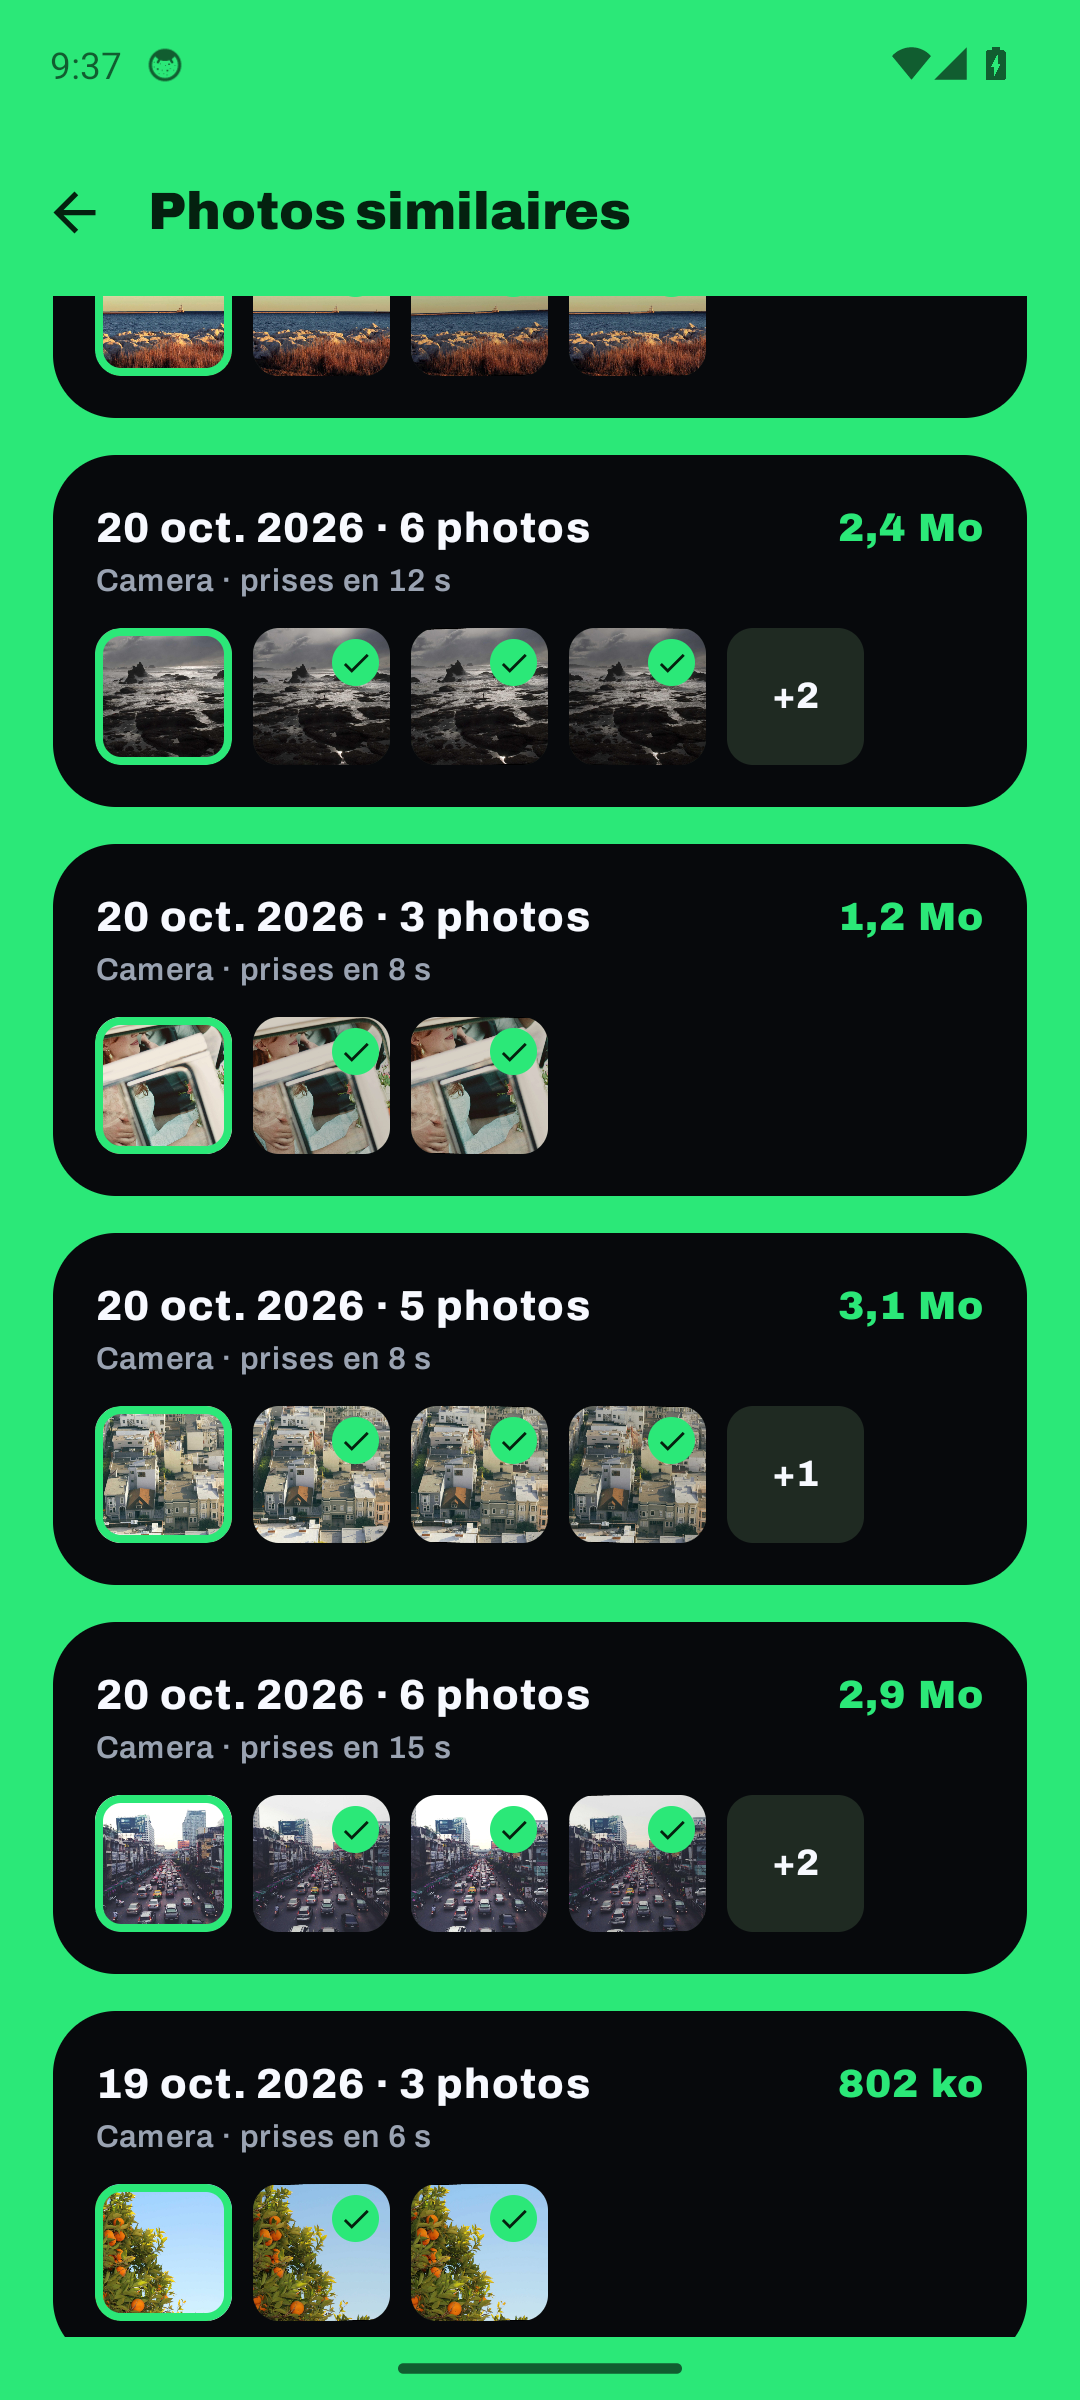 9:37
Photos similaires
20 oct. 2026 · 6 photos
2,4 Mo
Camera · prises en 12 s
+2
20 oct. 2026 · 3 photos
1,2 Mo
Camera · prises en 8 s
20 oct. 2026 · 5 photos
3,1 Mo
Camera · prises en 8 s
+1
20 oct. 2026 · 6 photos
2,9 Mo
Camera · prises en 15 s
+2
19 oct. 2026 · 3 photos
802 ko
Camera · prises en 6 s